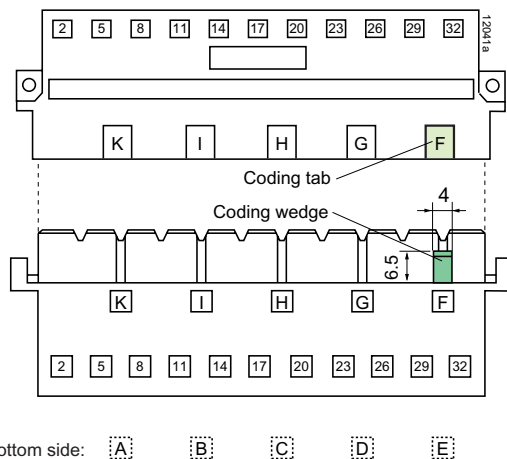 2 5 8 11 14 17 20 23 26 29 32
12041a
K I H G F
Coding tab
4
Coding wedge
6.5
K I H G F
2 5 8 11 14 17 20 23 26 29 32
ottom side: A B C D E